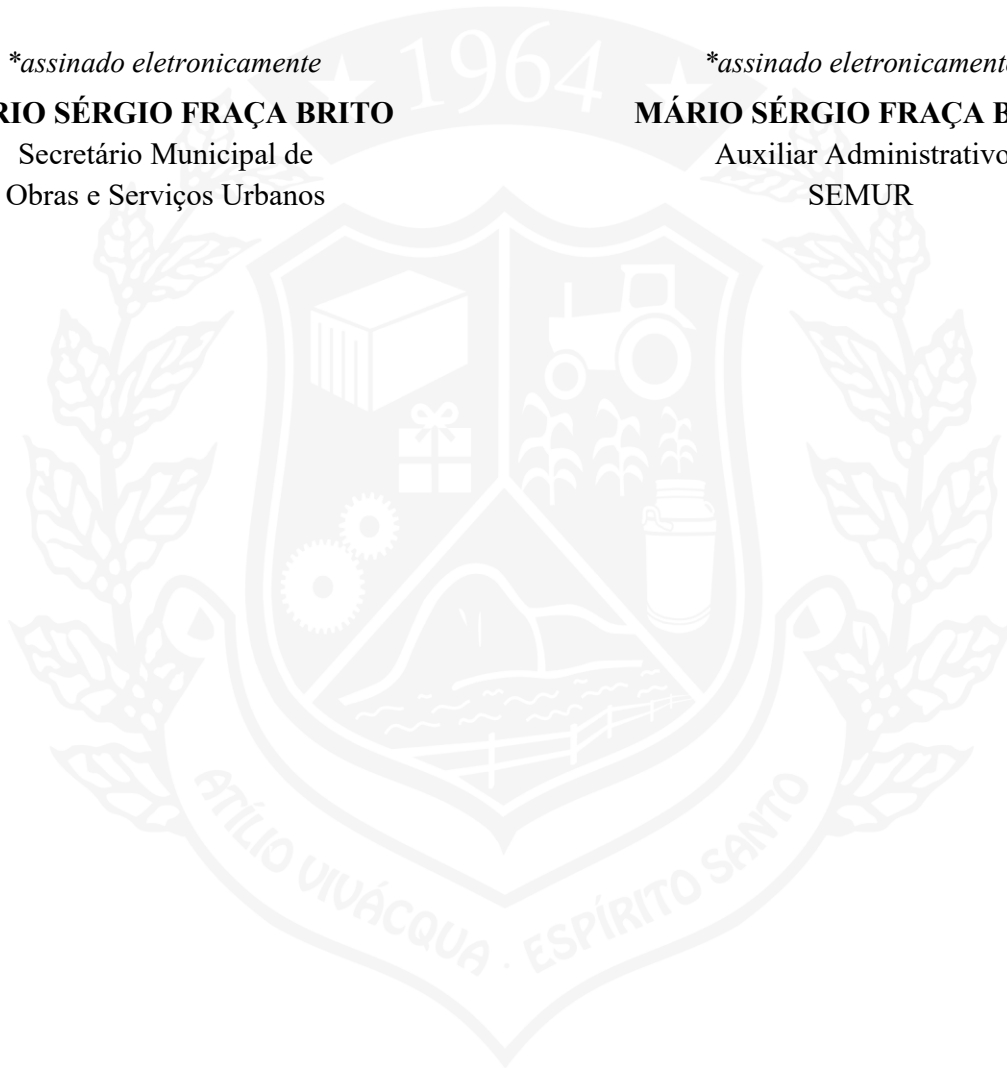 1964
*assinado eletronicamente
RIO SÉRGIO FRAÇA BRITO
Secretário Municipal de
Obras e Serviços Urbanos
*assinado eletronicament
MÁRIO SÉRGIO FRAÇA B
Auxiliar Administrativo
SEMUR
ATÍLIO VIVÁCQUA · ESPÍRITO SANTO